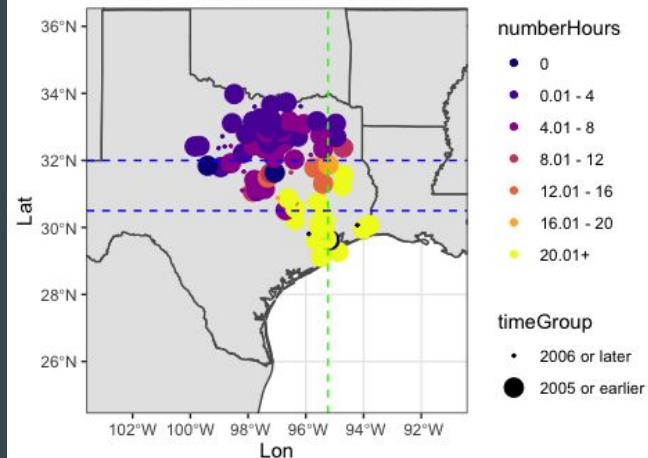 36°N
34°N
32°N
30°N
28°N
26°N
Lat
102°W 100°W 98°W 96°W 94°W 92°W
Lon
numberHours
0
0.01 - 4
4.01 - 8
8.01 - 12
12.01 - 16
16.01 - 20
20.01+
timeGroup
2006 or later
2005 or earlier